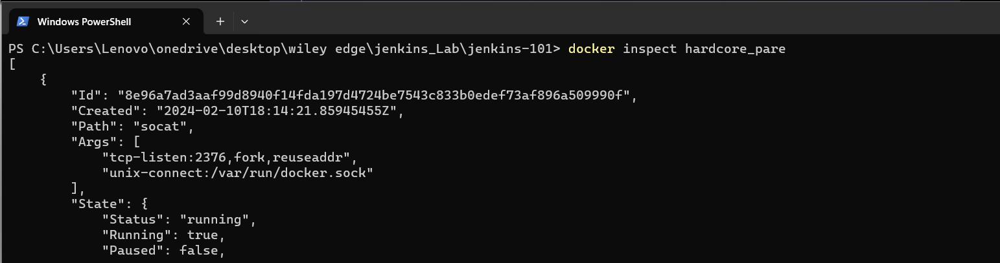 Windows PowerShell
PS C:\Users\Lenovo\onedrive\desktop\wiley edge\jenkins_Lab\jenkins-101> docker inspect hardcore_pare
[
    {
        "Id": "8e96a7ad3aaf99d8940f14fda197d4724be7543c833b0edef73af896a509990f",
        "Created": "2024-02-10T18:14:21.85945455Z",
        "Path": "socat",
        "Args": [
            "tcp-listen:2376,fork,reuseaddr",
            "unix-connect:/var/run/docker.sock"
        ],
        "State": {
            "Status": "running",
            "Running": true,
            "Paused": false,